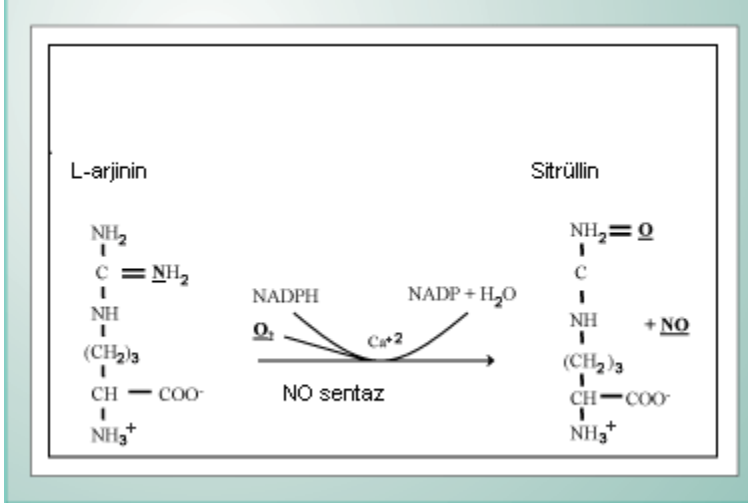 L-arjinin
Sitrüllin
NH₂
C = NH₂
NH
(CH₂)₃
CH — COO⁻
NH₃⁺
NADPH
NADP + H₂O
O₂
Ca⁺²
NO sentaz
NH₂ = O
C
NH
+ NO
(CH₂)₃
CH — COO⁻
NH₃⁺